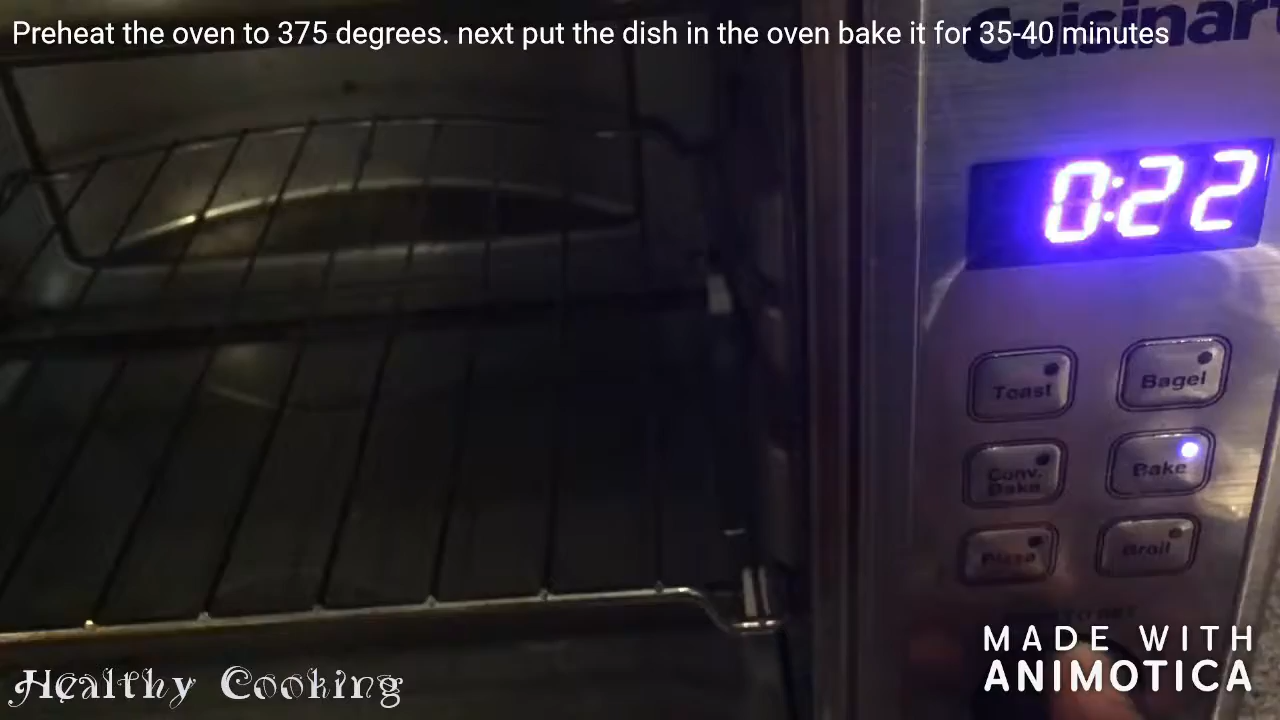 Preheat the oven to 375 degrees. next put the dish in the oven bake it for 35-40 minutes
Cuisinart
0:22
Toast
Bagel
Conv. Bake
Bake
Pizza
Broil
MADE WITH
ANIMOTICA
Healthy Cooking